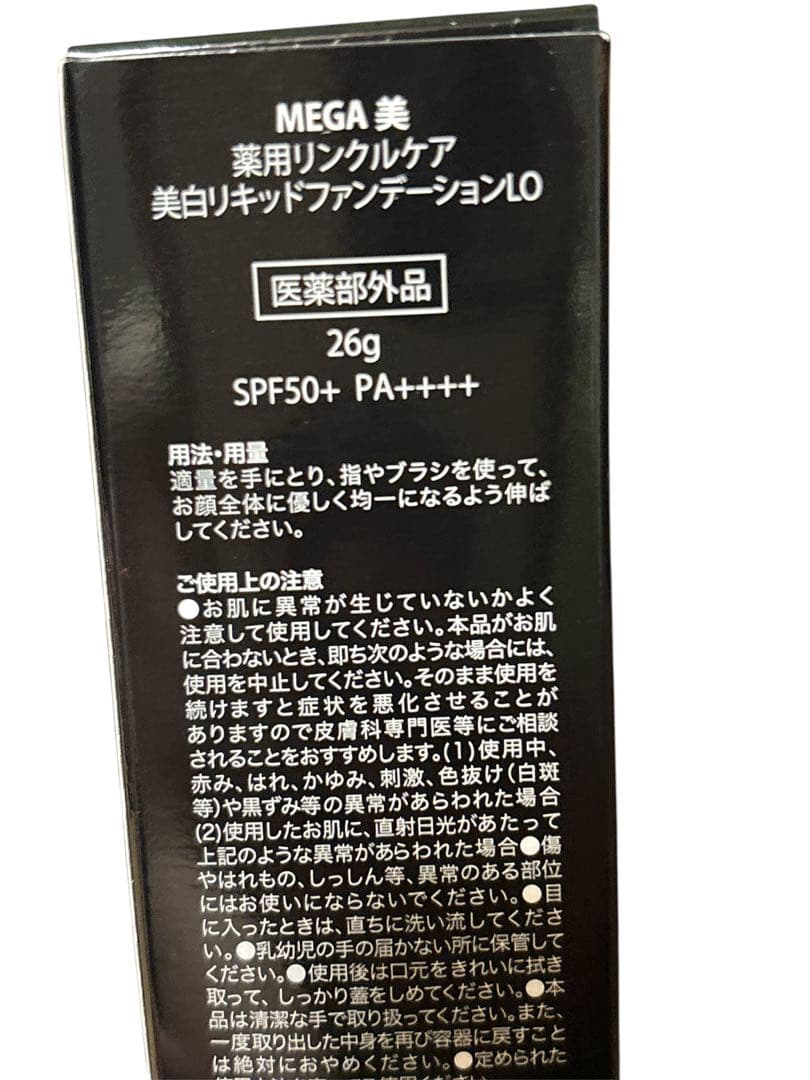 MEGA 美
薬用リンクルケア
美白リキッドファンデーションLO
医薬部外品
26g
SPF50+ PA++++
用法・用量
適量を手にとり、指やブラシを使って、
お顔全体に優しく均一になるよう伸ば
してください。
ご使用上の注意
●お肌に異常が生じていないかよく
注意して使用してください。本品がお肌
に合わないとき、即ち次のような場合には、
使用を中止してください。そのまま使用を
続けますと症状を悪化させることが
ありますので皮膚科専門医等にご相談
されることをおすすめします。(1)使用中、
赤み、はれ、かゆみ、刺激、色抜け(白斑
等)や黒ずみ等の異常があらわれた場合
(2)使用したお肌に、直射日光があたって
上記のような異常があらわれた場合●傷
やはれもの、しっしん等、異常のある部位
にはお使いにならないでください。●目
に入ったときは、直ちに洗い流してくださ
い。●乳幼児の手の届かない所に保管して
ください。●使用後は口元をきれいに拭き
取って、しっかり蓋をしめてください。●本
品は清潔な手で取り扱ってください。また、
一度取り出した中身を再び容器に戻すこと
は絶対におやめください。●定められた